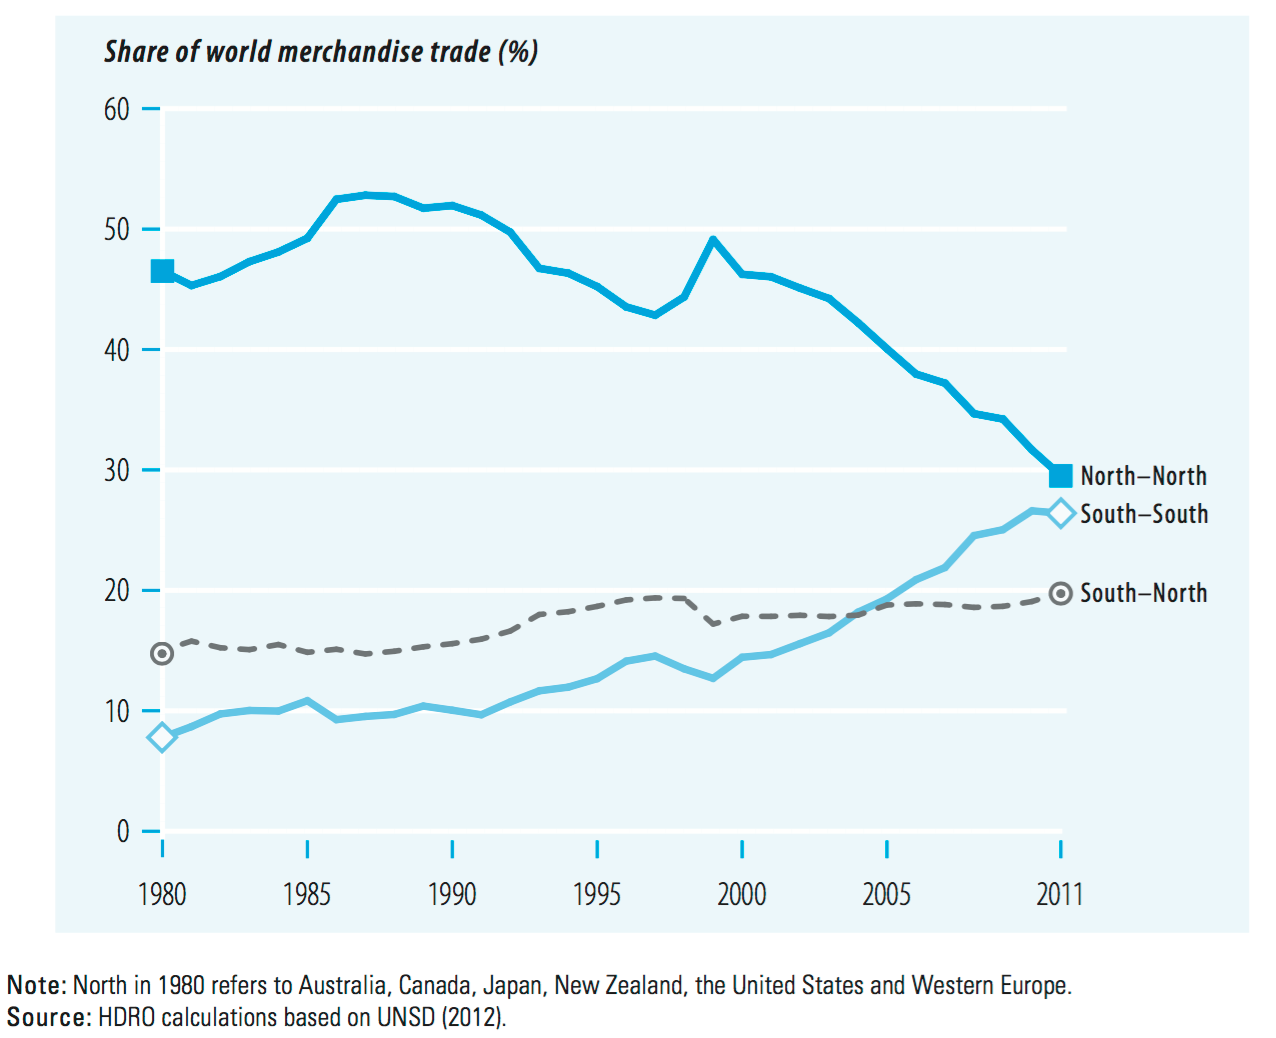 Share of world merchandise trade (%)
60
50
40
30
20
10
0
North–North
South–South
South–North
1980 1985 1990 1995 2000 2005 2011
Note: North in 1980 refers to Australia, Canada, Japan, New Zealand, the United States and Western Europe.
Source: HDRO calculations based on UNSD (2012).